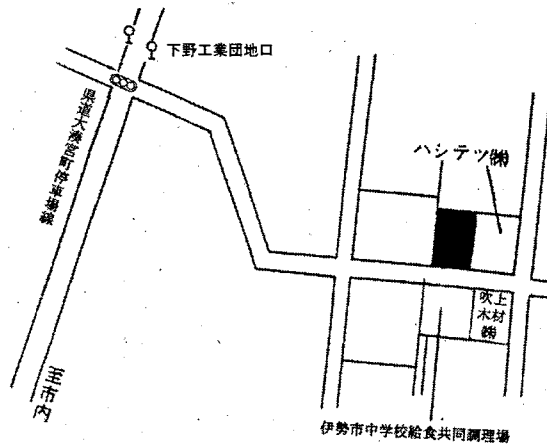 下野工業団地口
県道大湊宮町停車場線
ハシテツ㈱
吹上
木材
㈱
至市内
伊勢市中学校給食共同調理場